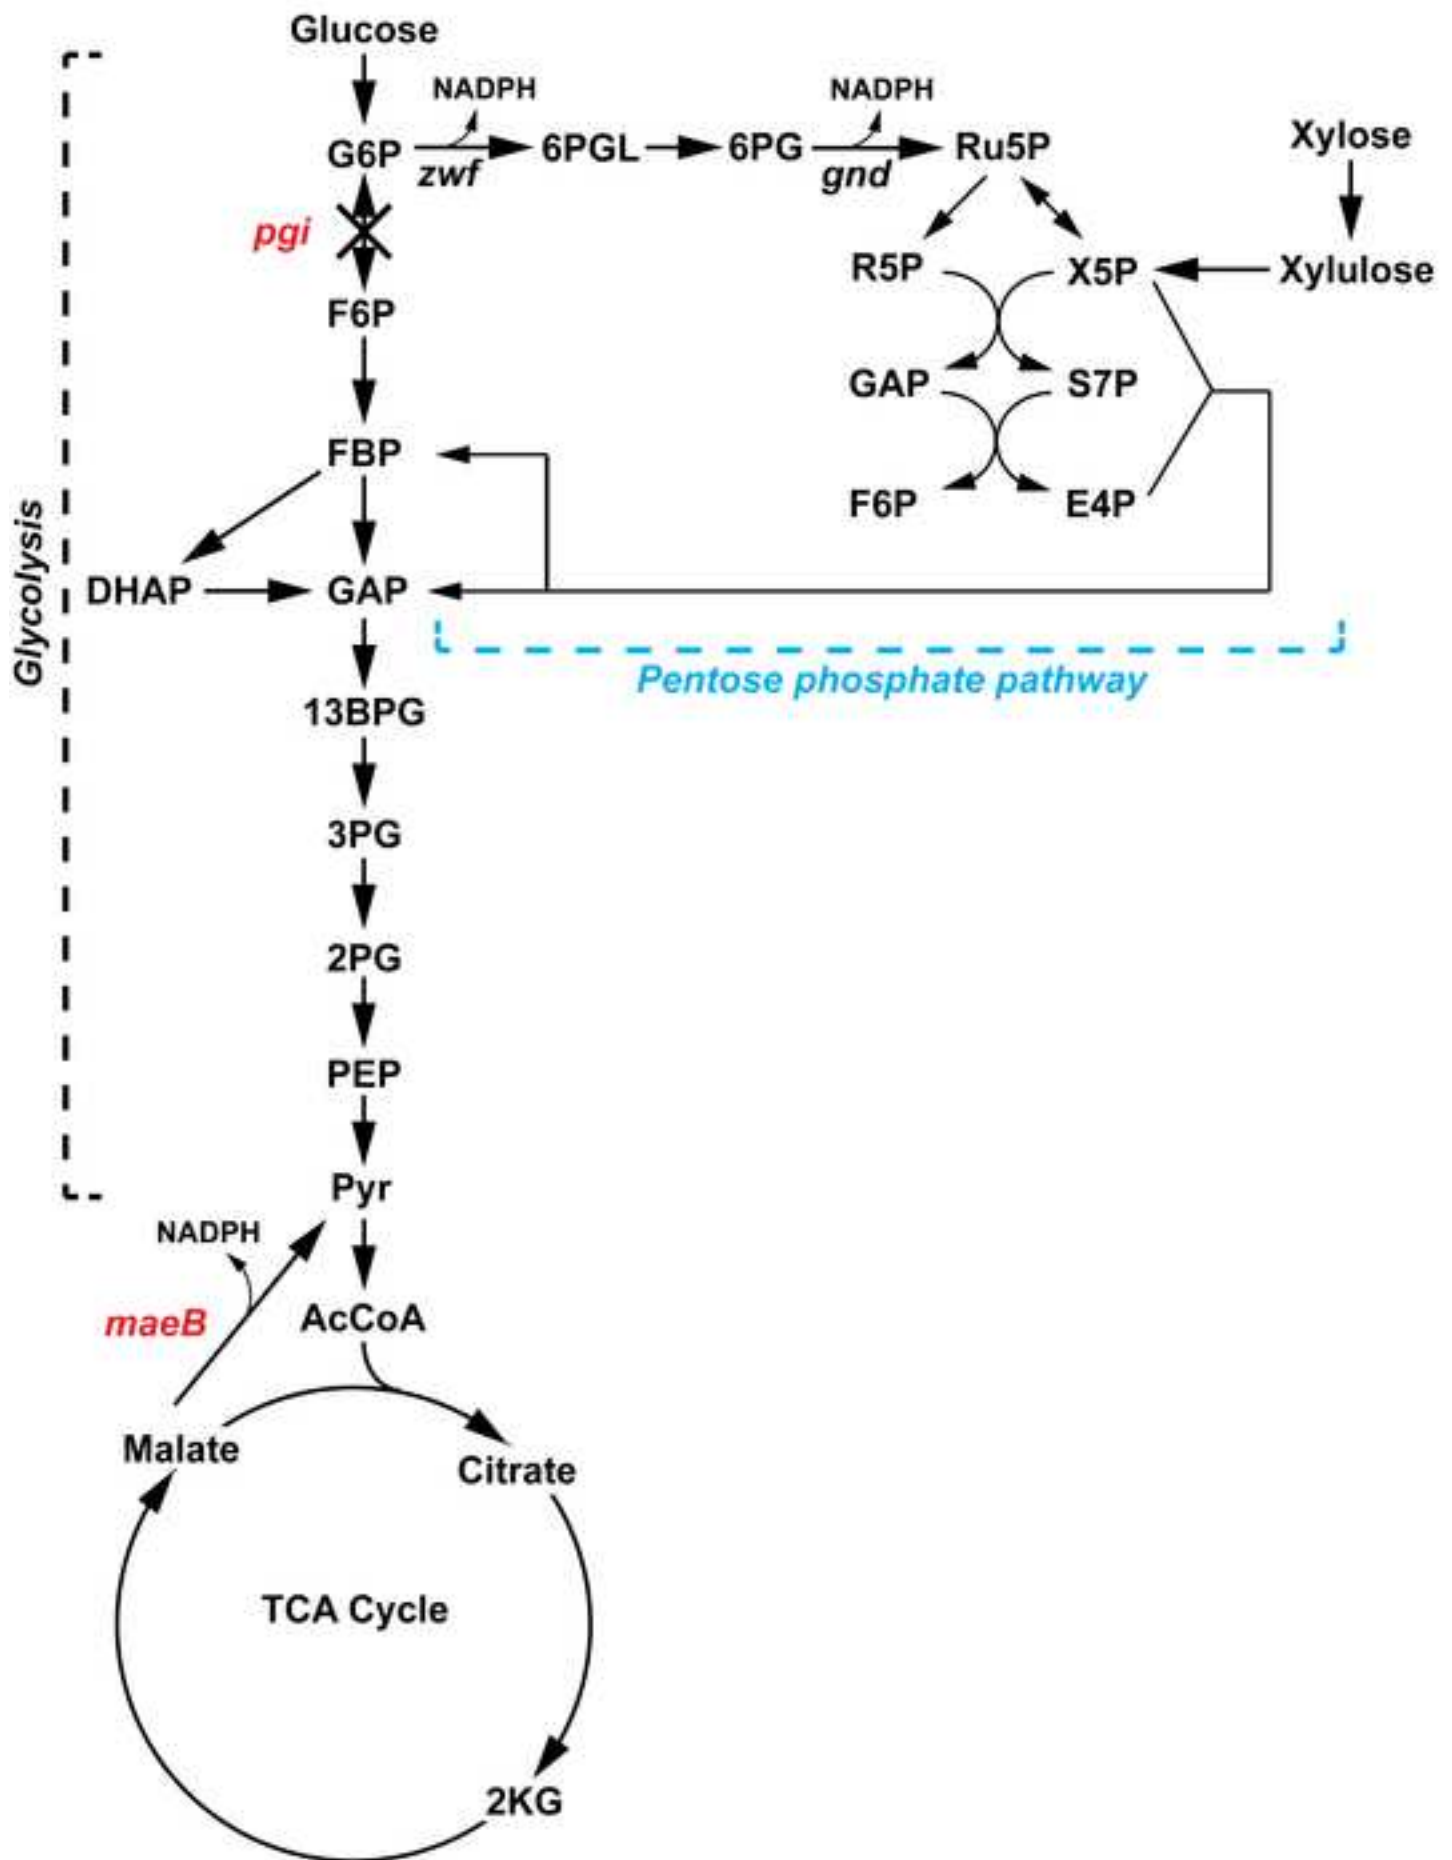 Glucose
NADPH
NADPH
G6P
6PGL
6PG
Ru5P
Xylose
zwf
gnd
pgi
R5P
X5P
Xylulose
F6P
GAP
S7P
FBP
F6P
E4P
Glycolysis
DHAP
GAP
Pentose phosphate pathway
13BPG
3PG
2PG
PEP
Pyr
NADPH
maeB
AcCoA
Malate
Citrate
TCA Cycle
2KG